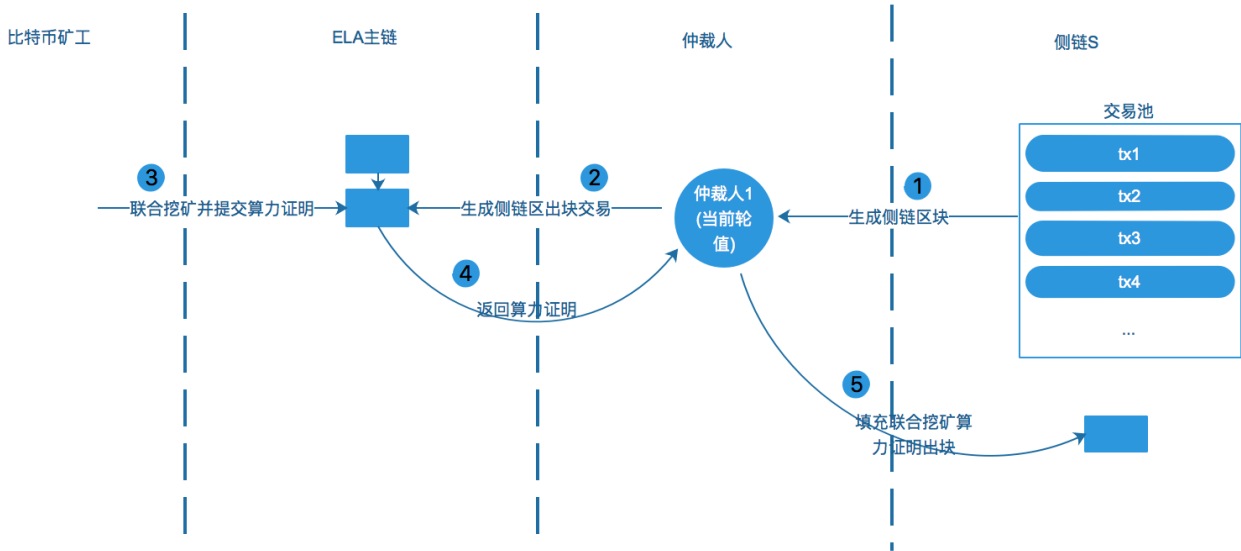 比特币矿工
ELA主链
仲裁人
侧链S
交易池
tx1
tx2
tx3
tx4
...
1
生成侧链区块
仲裁人1
(当前轮
值)
2
生成侧链区出块交易
3
联合挖矿并提交算力证明
4
返回算力证明
5
填充联合挖矿算
力证明出块